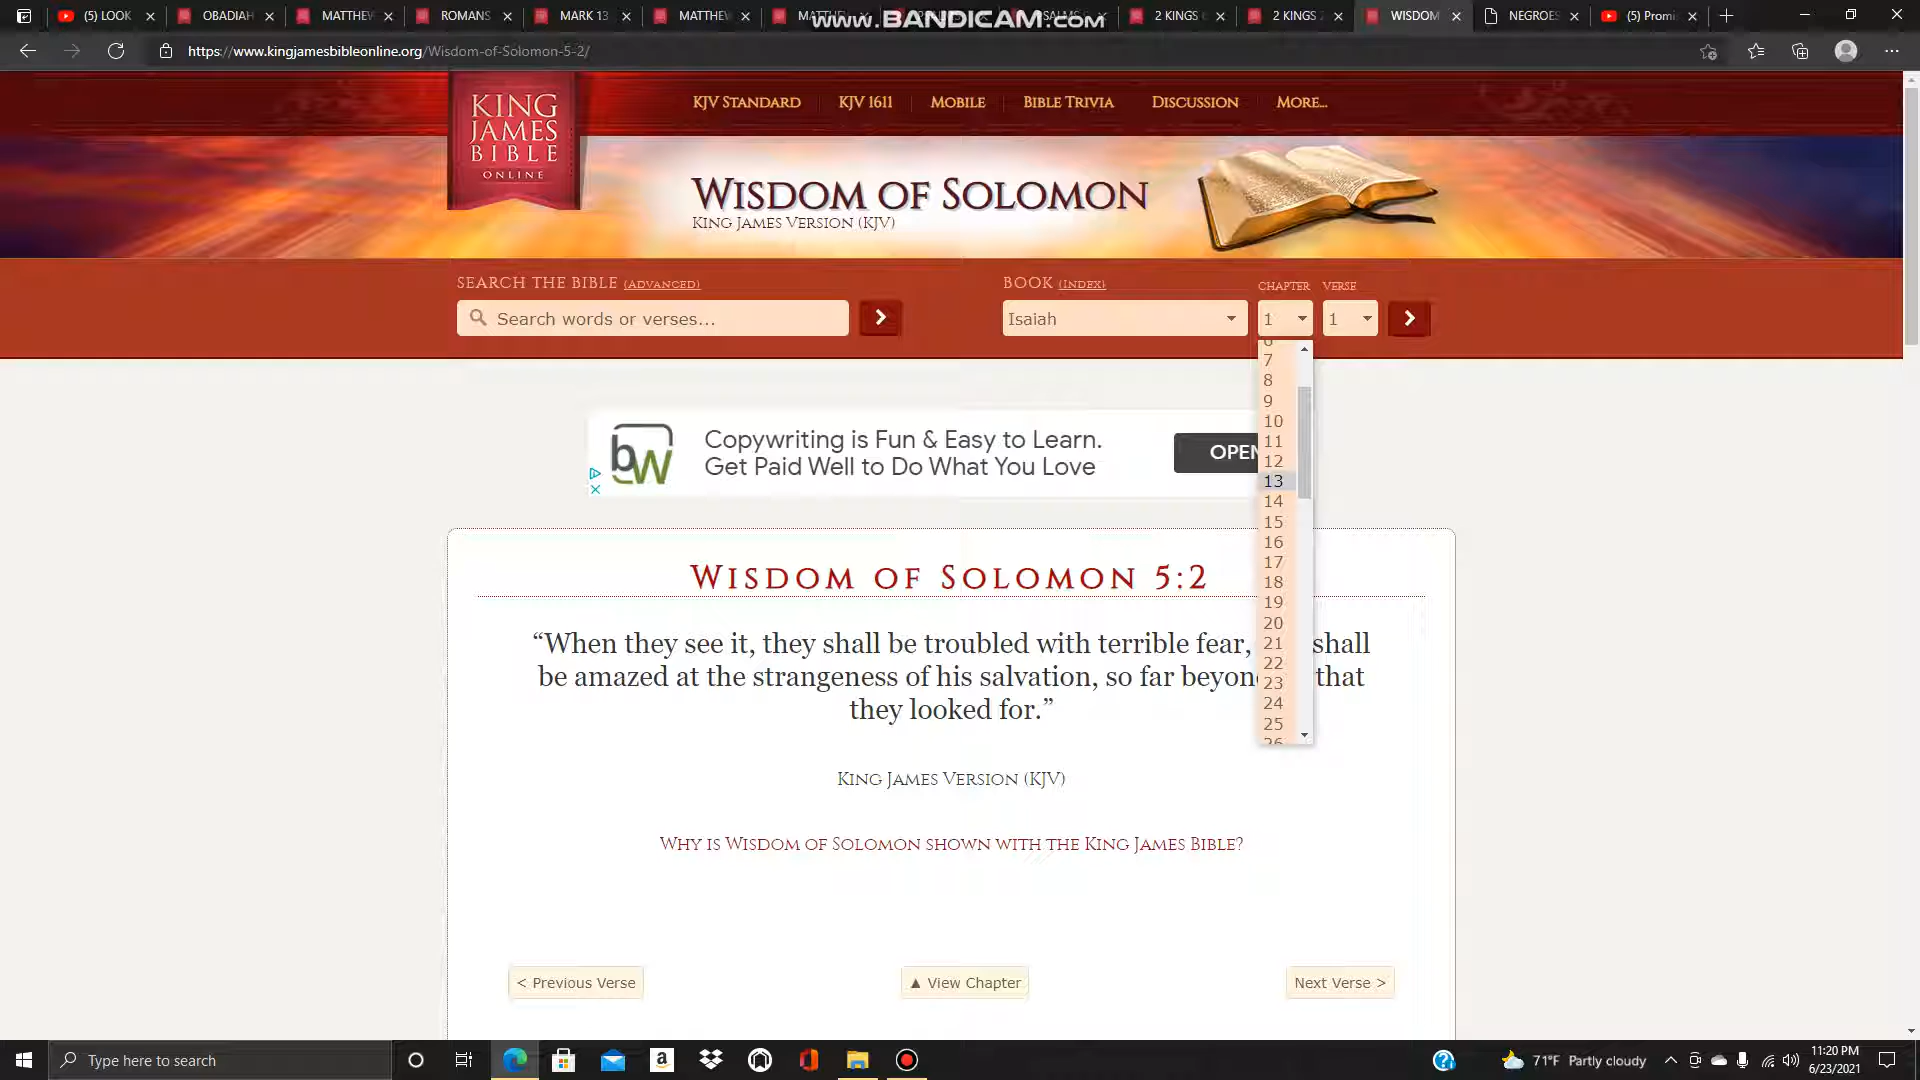 (5) LOOK
OBADIAH
MATTHEW
ROMANS
MARK 13
MATTHEW
2 KINGS
2 KINGS
WISDOM
NEGROES
(5) Promi
www.BANDICAM.com
https://www.kingjamesbibleonline.org/Wisdom-of-Solomon-5-2/
KING
JAMES
BIBLE
ONLINE
KJV STANDARD
KJV 1611
MOBILE
BIBLE TRIVIA
DISCUSSION
MORE...
WISDOM OF SOLOMON
KING JAMES VERSION (KJV)
SEARCH THE BIBLE (ADVANCED)
BOOK (INDEX)
CHAPTER
VERSE
Search words or verses...
Isaiah
1
1
7
8
9
10
11
12
13
14
15
16
17
18
19
20
21
22
23
24
25
26
Copywriting is Fun & Easy to Learn.
Get Paid Well to Do What You Love
OPEN
bw
WISDOM OF SOLOMON 5:2
“When they see it, they shall be troubled with terrible fear, shall
be amazed at the strangeness of his salvation, so far that
they looked for.”
KING JAMES VERSION (KJV)
WHY IS WISDOM OF SOLOMON SHOWN WITH THE KING JAMES BIBLE?
< Previous Verse
▲ View Chapter
Next Verse >
Type here to search
71°F Partly cloudy
11:20 PM
6/23/2021